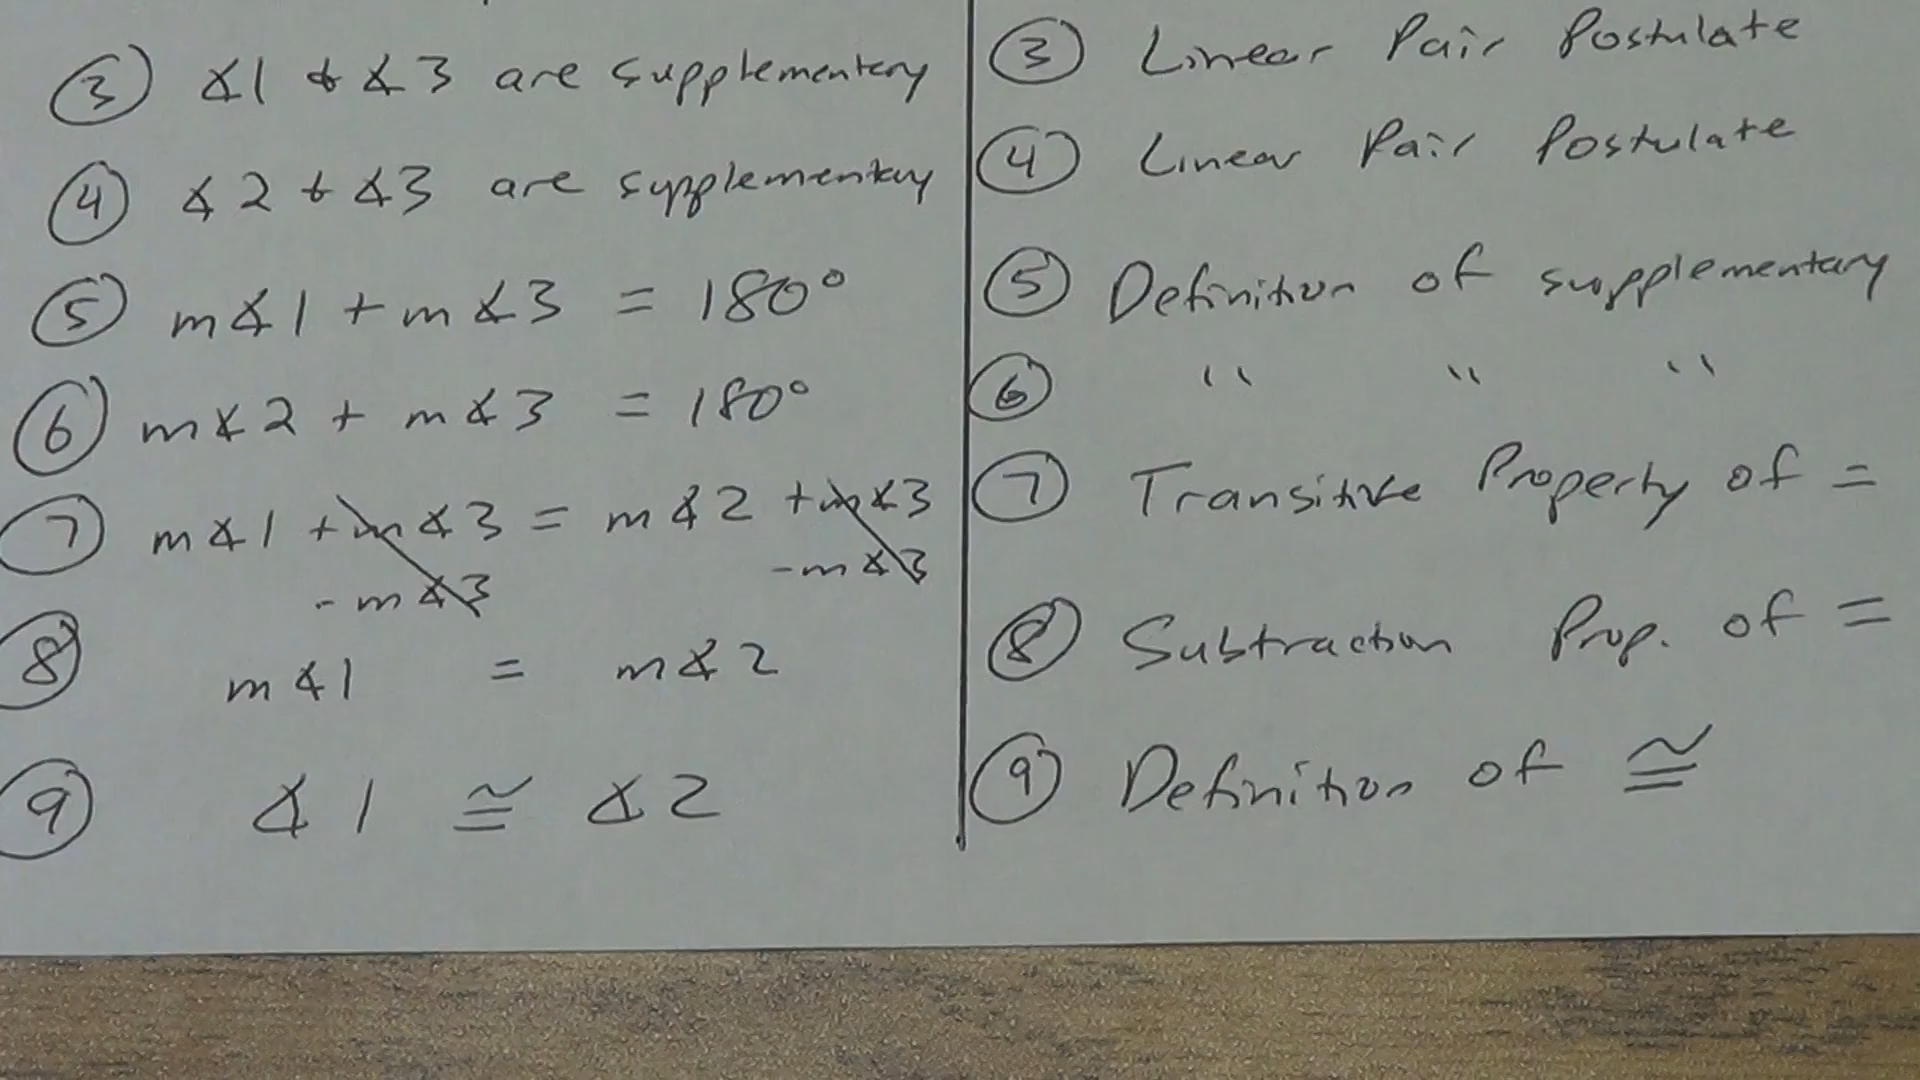 ③ ∡1 & ∡3 are supplementary
③ Linear Pair Postulate
④ ∡2 & ∡3 are supplementary
④ Linear Pair Postulate
⑤ m∡1 + m∡3 = 180°
⑤ Definition of supplementary
⑥ m∡2 + m∡3 = 180°
⑥ " " "
⑦ m∡1 + m∡3 = m∡2 + m∡3
⑦ Transitive Property of =
- m∡3 - m∡3
⑧ m∡1 = m∡2
⑧ Subtraction Prop. of =
⑨ ∡1 ≅ ∡2
⑨ Definition of ≅